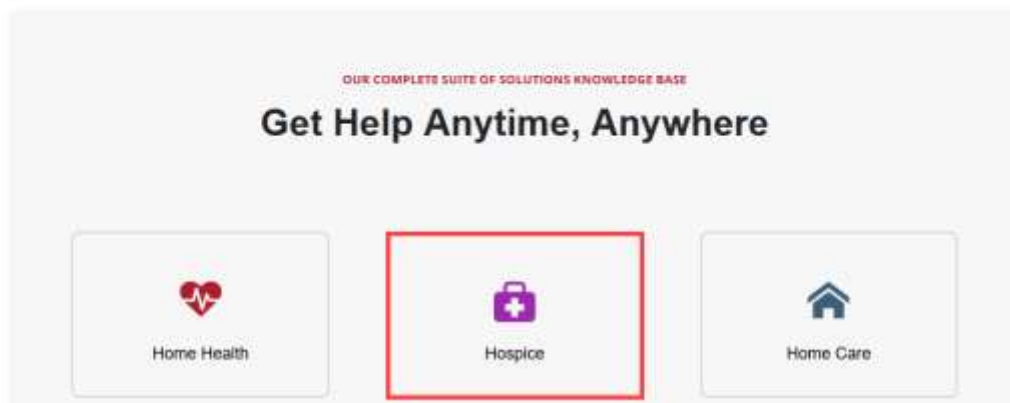 OUR COMPLETE SUITE OF SOLUTIONS KNOWLEDGE BASE
Get Help Anytime, Anywhere
Home Health
Hospice
Home Care